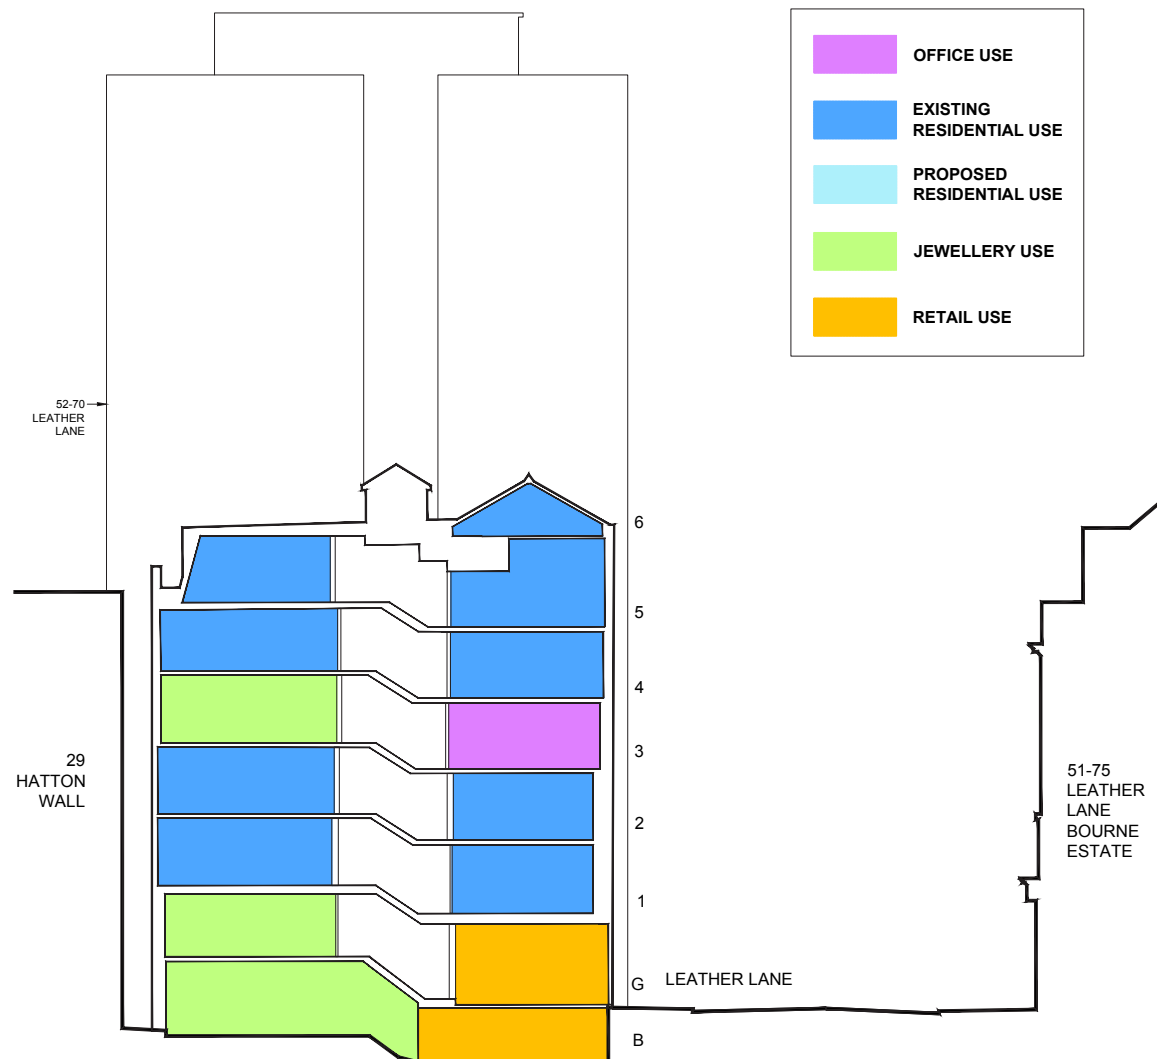 OFFICE USE
EXISTING
RESIDENTIAL USE
PROPOSED
RESIDENTIAL USE
JEWELLERY USE
RETAIL USE
52-70
LEATHER
LANE
6
5
4
3
2
1
G
B
29
HATTON
WALL
51-75
LEATHER
LANE
BOURNE
ESTATE
LEATHER LANE